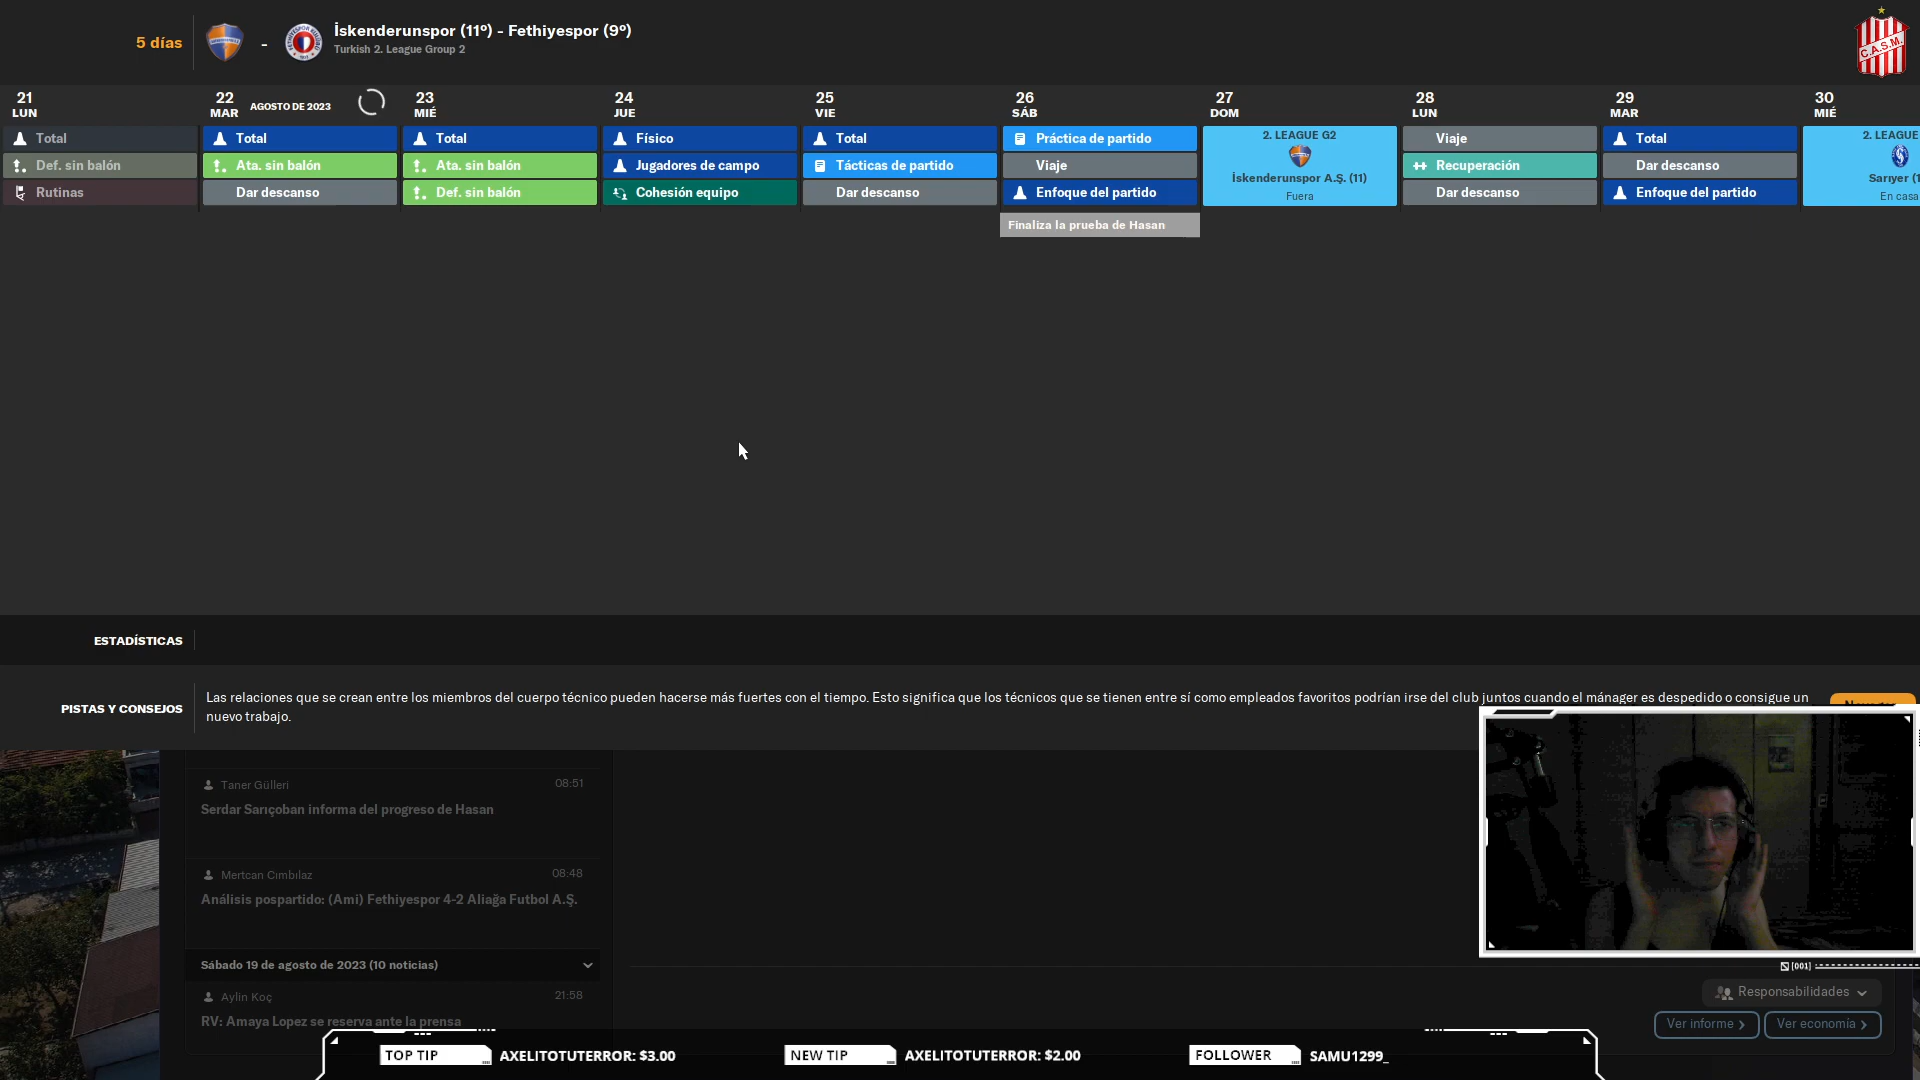 5 días
-
İskenderunspor (11º) - Fethiyespor (9º)
Turkish 2. League Group 2
C.A.S.M.
21
LUN
22
MAR
AGOSTO DE 2023
23
MIÉ
24
JUE
25
VIE
26
SÁB
27
DOM
28
LUN
29
MAR
30
MIÉ
Total
Total
Total
Físico
Total
Práctica de partido
2. LEAGUE G2
Viaje
Total
2. LEAGUE
Def. sin balón
Ata. sin balón
Ata. sin balón
Jugadores de campo
Tácticas de partido
Viaje
İskenderunspor A.Ş. (11)
Recuperación
Dar descanso
Sarıyer (1
Rutinas
Dar descanso
Def. sin balón
Cohesión equipo
Dar descanso
Enfoque del partido
Fuera
Dar descanso
Enfoque del partido
En casa
Finaliza la prueba de Hasan
ESTADÍSTICAS
PISTAS Y CONSEJOS
Las relaciones que se crean entre los miembros del cuerpo técnico pueden hacerse más fuertes con el tiempo. Esto significa que los técnicos que se tienen entre sí como empleados favoritos podrían irse del club juntos cuando el mánager es despedido o consigue un
nuevo trabajo.
Taner Gülleri
08:51
Serdar Sarıçoban informa del progreso de Hasan
Mertcan Cımbılaz
08:48
Análisis pospartido: (Ami) Fethiyespor 4-2 Aliağa Futbol A.Ş.
Sábado 19 de agosto de 2023 (10 noticias)
Aylin Koç
21:58
RV: Amaya Lopez se reserva ante la prensa
[001]
Responsabilidades
Ver informe
Ver economía
TOP TIP
AXELITOTUTERROR: $3.00
NEW TIP
AXELITOTUTERROR: $2.00
FOLLOWER
SAMU1299_